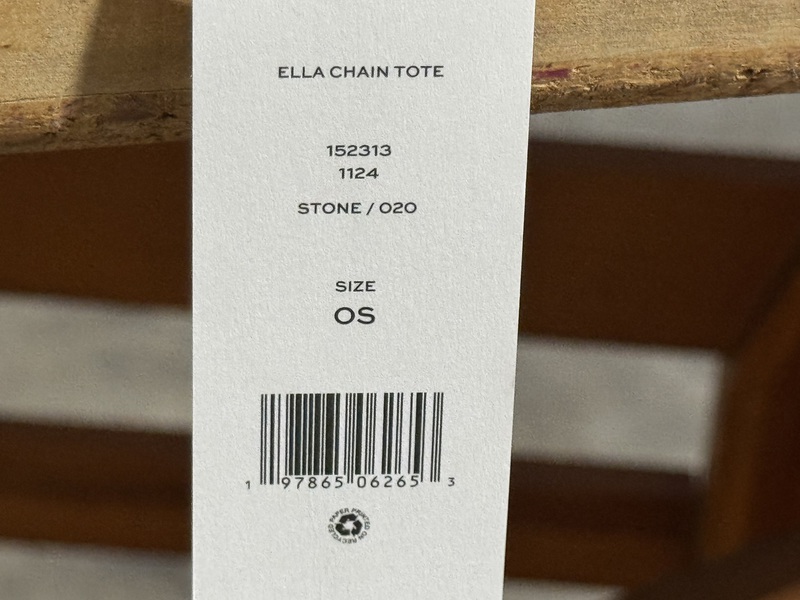 ELLA CHAIN TOTE
152313
1124
STONE / 020
SIZE
OS
1 97865 06265 3
PRINTED ON RECYCLED PAPER